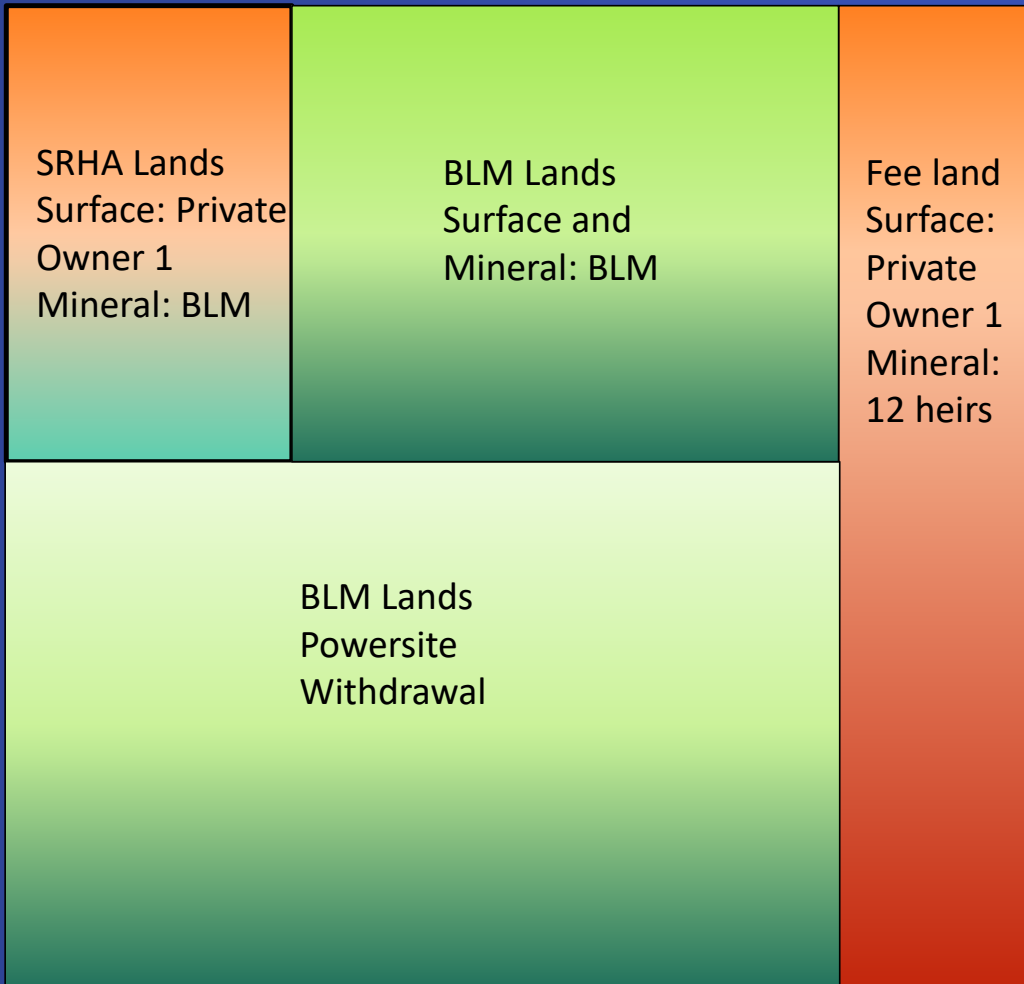 SRHA Lands
Surface: Private
Owner 1
Mineral: BLM
BLM Lands
Surface and
Mineral: BLM
Fee land
Surface:
Private
Owner 1
Mineral:
12 heirs
BLM Lands
Powersite
Withdrawal